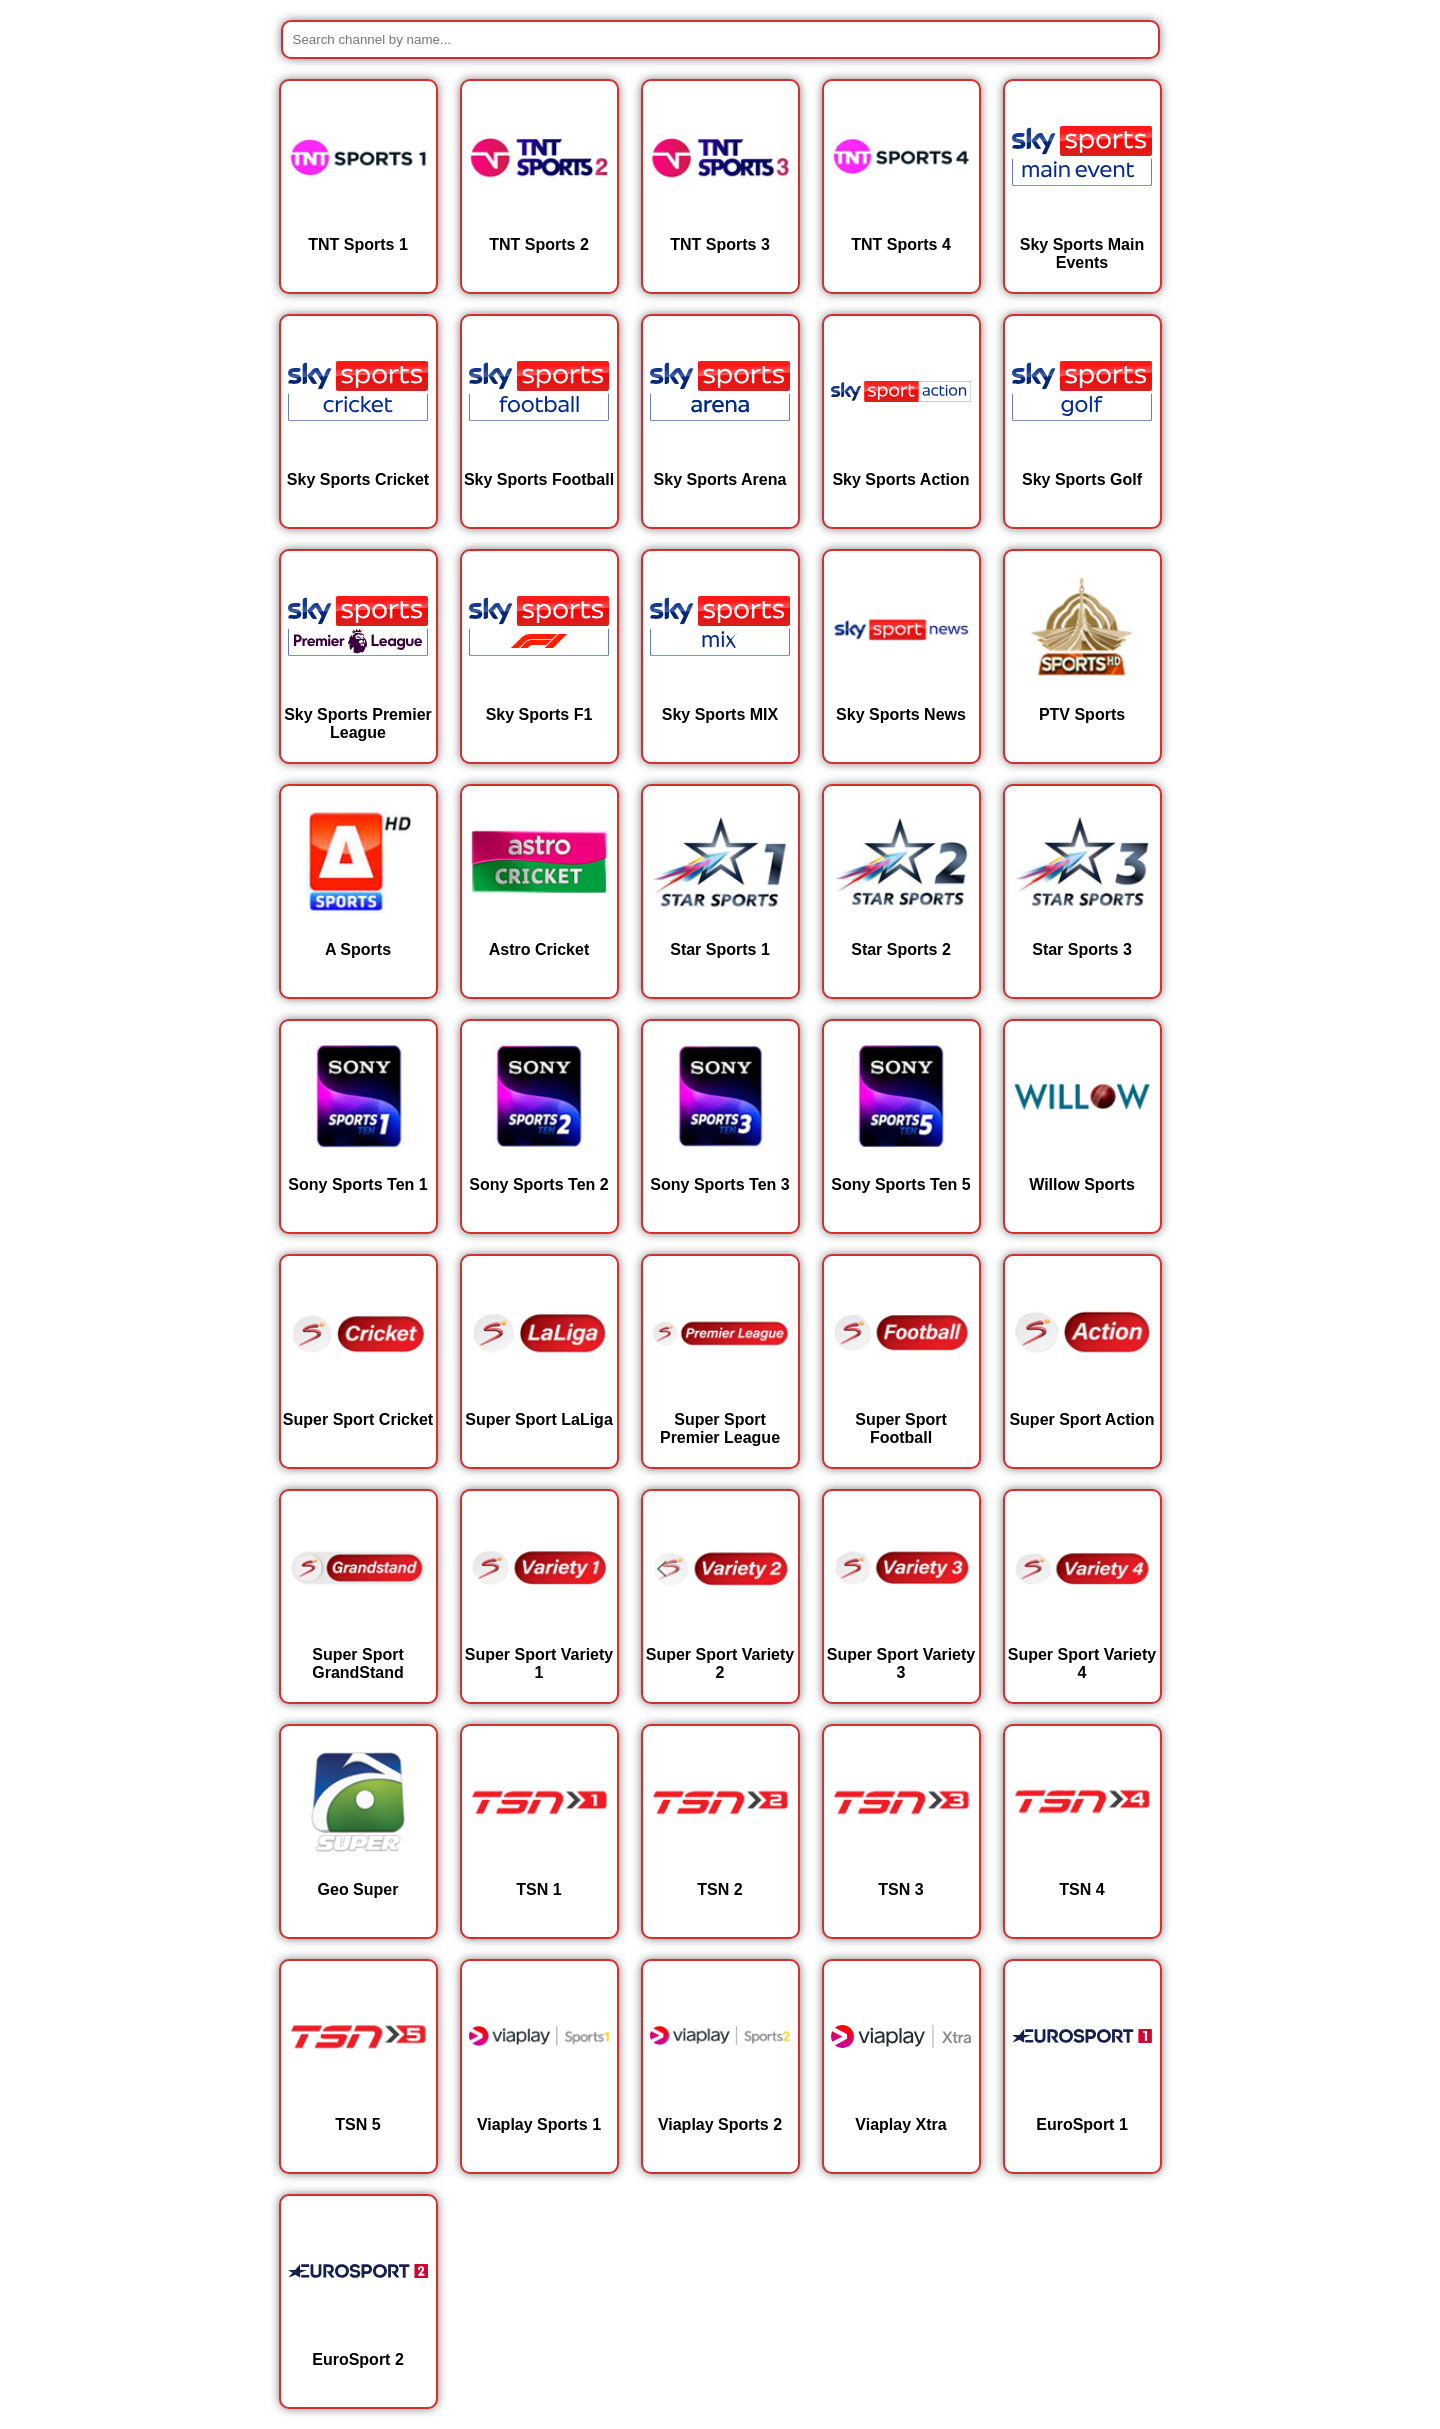 Search channel by name...
TNT SPORTS 1
TNT SPORTS 2
TNT SPORTS 3
TNT SPORTS 4
sky sports main event
TNT Sports 1
TNT Sports 2
TNT Sports 3
TNT Sports 4
Sky Sports Main
Events
sky sports cricket
sky sports football
sky sports arena
sky sport action
sky sports golf
Sky Sports Cricket
Sky Sports Football
Sky Sports Arena
Sky Sports Action
Sky Sports Golf
sky sports Premier League
sky sports
sky sports mix
sky sport news
SPORTS HD
Sky Sports Premier
League
Sky Sports F1
Sky Sports MIX
Sky Sports News
PTV Sports
A HD SPORTS
astro CRICKET
1 STAR SPORTS
2 STAR SPORTS
3 STAR SPORTS
A Sports
Astro Cricket
Star Sports 1
Star Sports 2
Star Sports 3
SONY SPORTS TEN 1
SONY SPORTS TEN 2
SONY SPORTS TEN 3
SONY SPORTS TEN 5
WILLOW
Sony Sports Ten 1
Sony Sports Ten 2
Sony Sports Ten 3
Sony Sports Ten 5
Willow Sports
S Cricket
S LaLiga
S Premier League
S Football
S Action
Super Sport Cricket
Super Sport LaLiga
Super Sport
Premier League
Super Sport
Football
Super Sport Action
S Grandstand
S Variety 1
S Variety 2
S Variety 3
S Variety 4
Super Sport
GrandStand
Super Sport Variety
1
Super Sport Variety
2
Super Sport Variety
3
Super Sport Variety
4
SUPER
TSN 1
TSN 2
TSN 3
TSN 4
Geo Super
TSN 1
TSN 2
TSN 3
TSN 4
TSN 5
viaplay Sports1
viaplay Sports2
viaplay Xtra
EUROSPORT 1
TSN 5
Viaplay Sports 1
Viaplay Sports 2
Viaplay Xtra
EuroSport 1
EUROSPORT 2
EuroSport 2